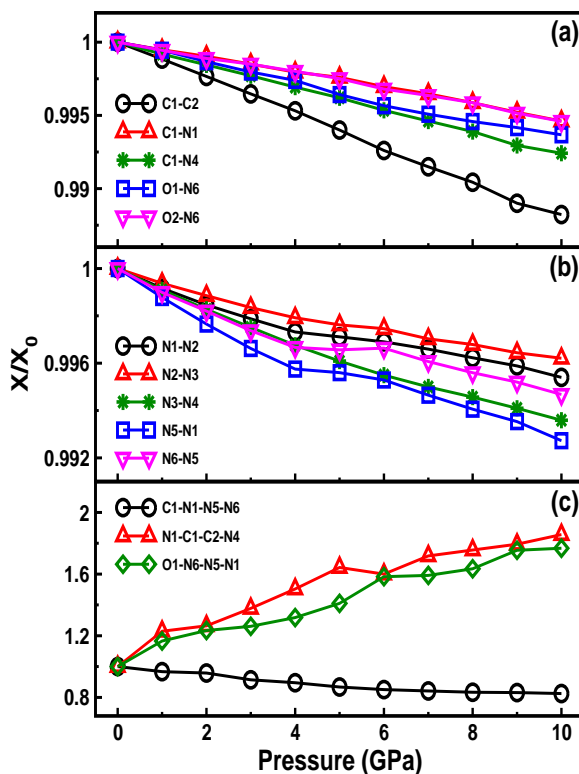 (a)
1
0.995
0.99
C1-C2
C1-N1
C1-N4
O1-N6
O2-N6
(b)
1
0.996
0.992
N1-N2
N2-N3
N3-N4
N5-N1
N6-N5
X/X0
(c)
2
1.6
1.2
0.8
C1-N1-N5-N6
N1-C1-C2-N4
O1-N6-N5-N1
0 2 4 6 8 10
Pressure (GPa)